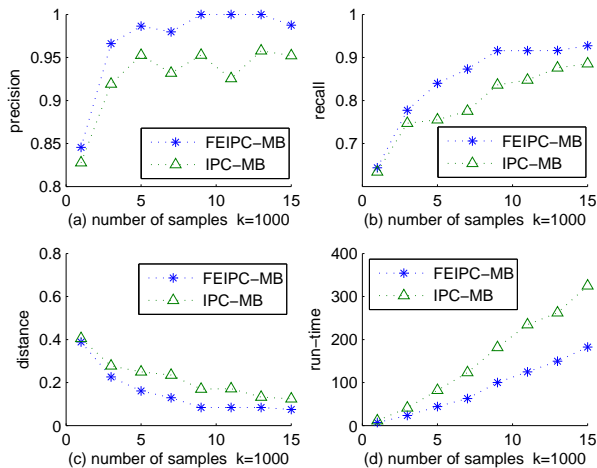 1
0.95
0.9
0.85
0.8
precision
FEIPC−MB
IPC−MB
0 5 10 15
(a) number of samples k=1000
1
0.9
0.8
0.7
recall
FEIPC−MB
IPC−MB
0 5 10 15
(b) number of samples k=1000
0.8
0.6
0.4
0.2
0
distance
FEIPC−MB
IPC−MB
0 5 10 15
(c) number of samples k=1000
400
300
200
100
0
run−time
FEIPC−MB
IPC−MB
0 5 10 15
(d) number of samples k=1000